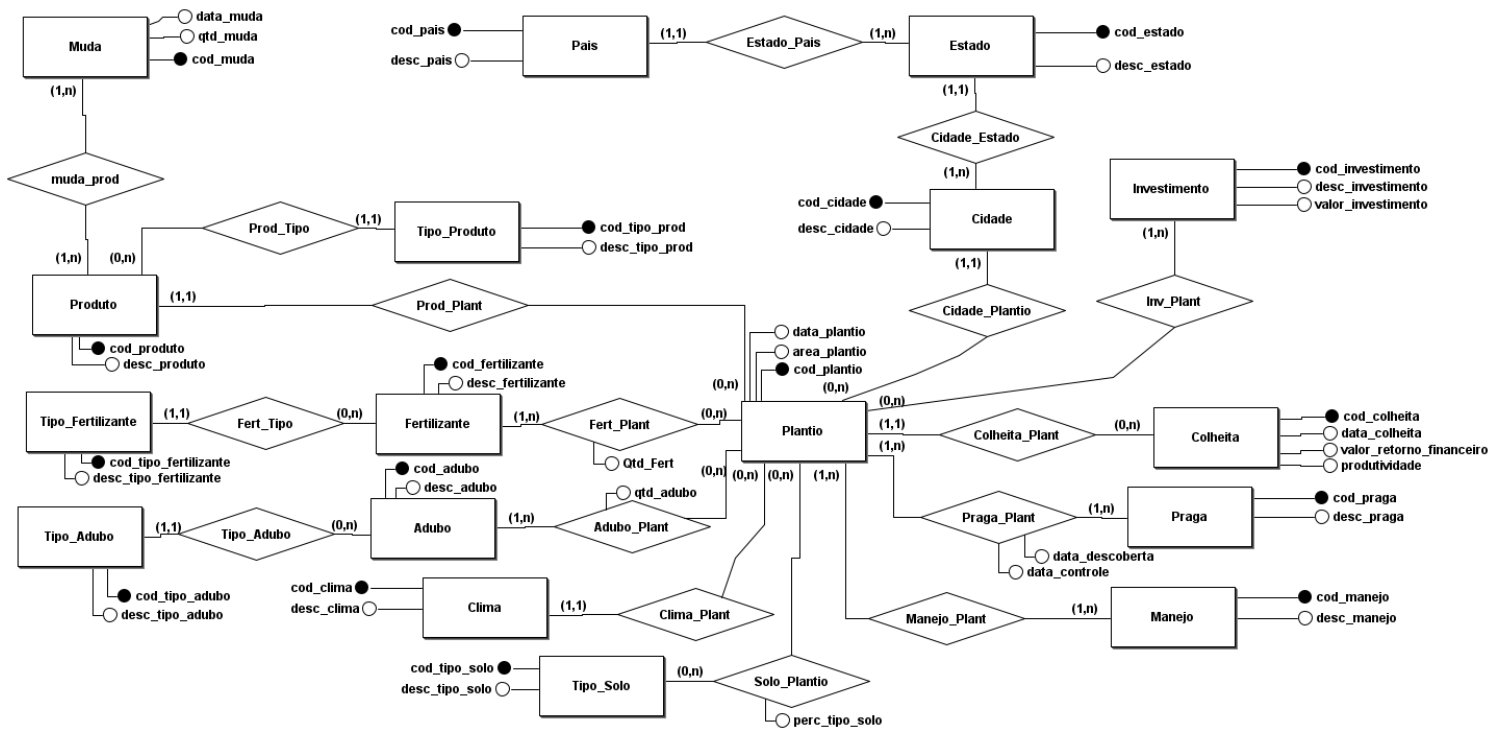 Muda
data_muda
qtd_muda
cod_muda
(1,n)
muda_prod
(1,n)
cod_pais
desc_pais
Pais
(1,1)
Estado_Pais
(1,n)
Estado
cod_estado
desc_estado
(1,1)
Cidade_Estado
(1,n)
cod_cidade
desc_cidade
Cidade
(1,1)
Cidade_Plantio
(0,n)
Investimento
cod_investimento
desc_investimento
valor_investimento
(1,n)
Inv_Plant
(0,n)
(0,n)
Prod_Tipo
(1,1)
Tipo_Produto
cod_tipo_prod
desc_tipo_prod
Produto
cod_produto
desc_produto
(1,1)
Prod_Plant
(0,n)
data_plantio
area_plantio
cod_plantio
Plantio
Tipo_Fertilizante
cod_tipo_fertilizante
desc_tipo_fertilizante
(1,1)
Fert_Tipo
(0,n)
Fertilizante
cod_fertilizante
desc_fertilizante
(1,n)
Fert_Plant
Qtd_Fert
(0,n)
(1,1)
Colheita_Plant
(0,n)
Colheita
cod_colheita
data_colheita
valor_retorno_financeiro
produtividade
Tipo_Adubo
cod_tipo_adubo
desc_tipo_adubo
(1,1)
Tipo_Adubo
(0,n)
Adubo
cod_adubo
desc_adubo
(1,n)
Adubo_Plant
qtd_adubo
(0,n)
(1,n)
Praga_Plant
data_descoberta
data_controle
(1,n)
Praga
cod_praga
desc_praga
cod_clima
desc_clima
Clima
(1,1)
Clima_Plant
(0,n)
(1,n)
Manejo_Plant
(1,n)
Manejo
cod_manejo
desc_manejo
cod_tipo_solo
desc_tipo_solo
Tipo_Solo
(0,n)
Solo_Plantio
perc_tipo_solo
(0,n)